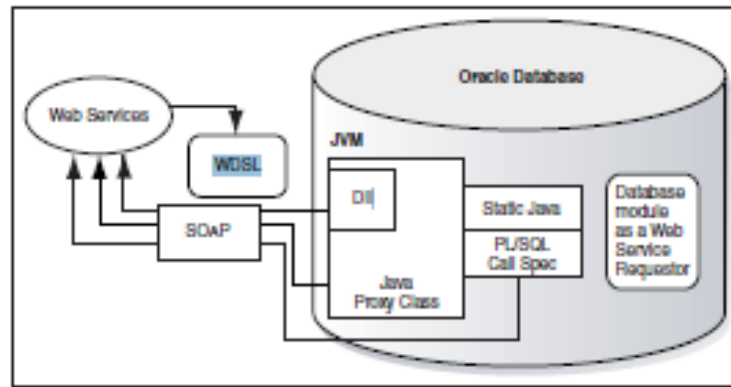 Oracle Database
Web Services
WDSL
JVM
DII
SOAP
Static Java
PL/SQL
Call Spec
Java
Proxy Class
Database
module
as a Web
Service
Requestor